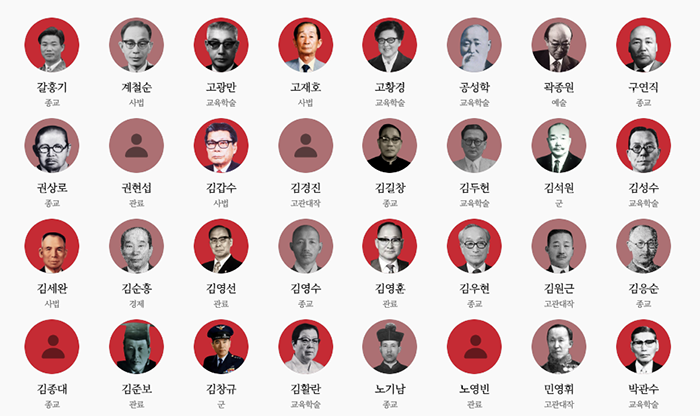 갈홍기 계철순 고광만 고재호 고황경 공성학 곽종원 구연직
종교 사법 교육학술 사법 교육학술 교육학술 예술 종교
권상로 권현섭 김갑수 김경진 김길창 김두헌 김석원 김성수
종교 관료 사법 고관대작 종교 교육학술 군 교육학술
김세완 김순흥 김영선 김영수 김영훈 김우현 김원근 김응순
사법 경제 관료 종교 관료 종교 고관대작 종교
김종대 김준보 김창규 김활란 노기남 노영빈 민영휘 박관수
종교 관료 군 교육학술 종교 관료 고관대작 교육학술